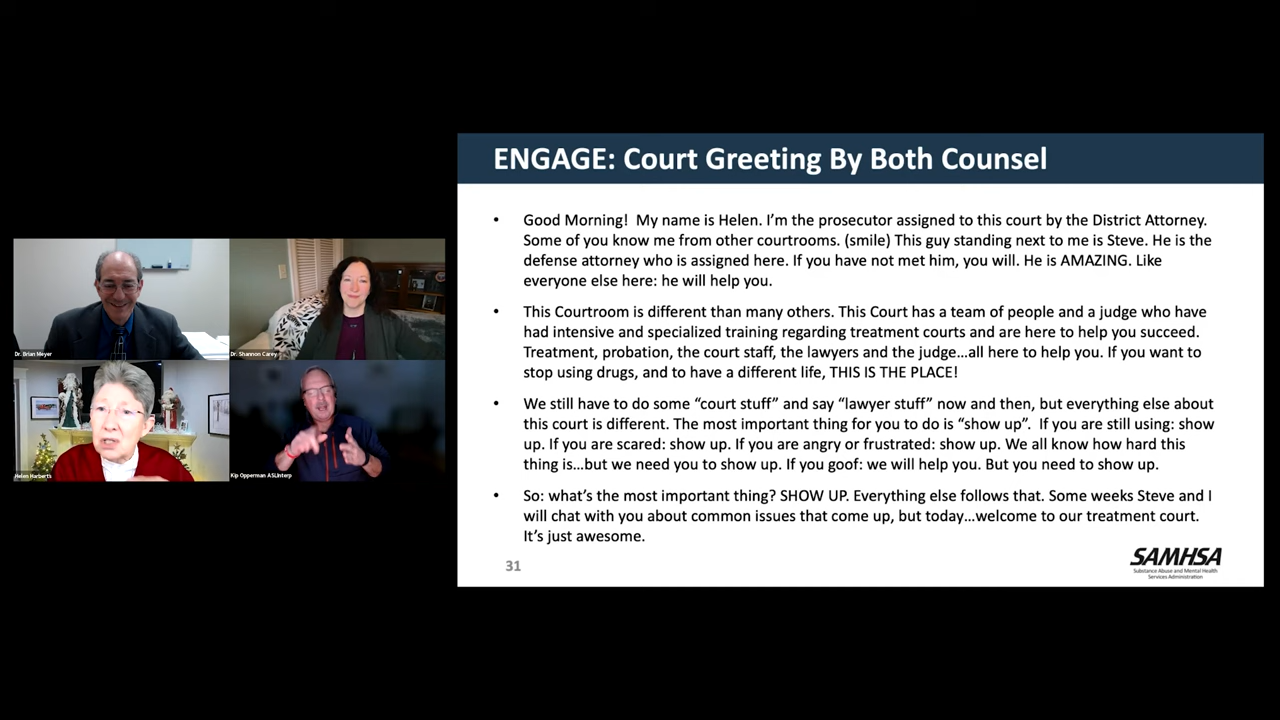 ENGAGE: Court Greeting By Both Counsel
• Good Morning!  My name is Helen. I’m the prosecutor assigned to this court by the District Attorney.
Some of you know me from other courtrooms. (smile) This guy standing next to me is Steve. He is the
defense attorney who is assigned here. If you have not met him, you will. He is AMAZING. Like
everyone else here: he will help you.
• This Courtroom is different than many others. This Court has a team of people and a judge who have
had intensive and specialized training regarding treatment courts and are here to help you succeed.
Treatment, probation, the court staff, the lawyers and the judge…all here to help you. If you want to
stop using drugs, and to have a different life, THIS IS THE PLACE!
• We still have to do some “court stuff” and say “lawyer stuff” now and then, but everything else about
this court is different. The most important thing for you to do is “show up”.  If you are still using: show
up. If you are scared: show up. If you are angry or frustrated: show up. We all know how hard this
thing is…but we need you to show up. If you goof: we will help you. But you need to show up.
• So: what’s the most important thing? SHOW UP. Everything else follows that. Some weeks Steve and I
will chat with you about common issues that come up, but today…welcome to our treatment court.
It’s just awesome.
31
SAMHSA
Substance Abuse and Mental Health
Services Administration
Dr. Brian Meyer
Dr. Shannon Carey
Helen Harberts
Kip Opperman ASLInterp